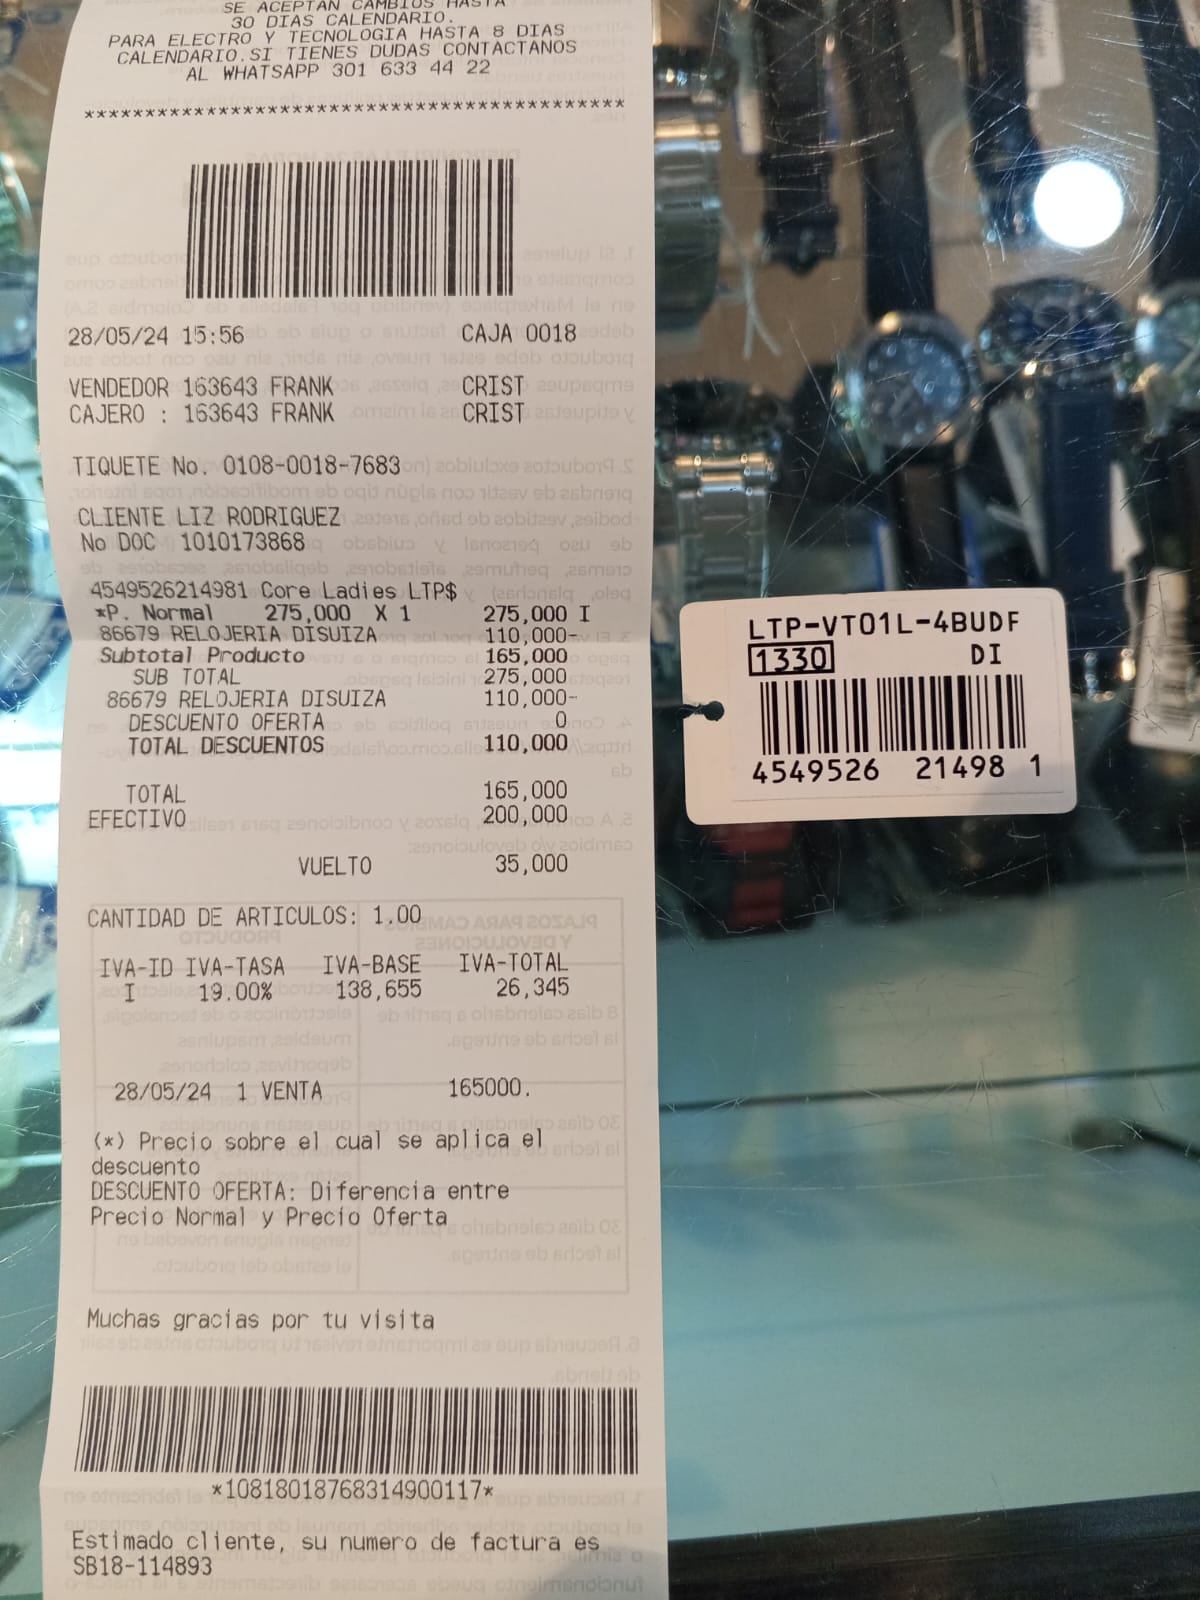 SE ACEPTAN CAMBIOS HASTA
30 DIAS CALENDARIO.
PARA ELECTRO Y TECNOLOGIA HASTA 8 DIAS
CALENDARIO.SI TIENES DUDAS CONTACTANOS
AL WHATSAPP 301 633 44 22
********************************************
28/05/24 15:56 CAJA 0018
VENDEDOR 163643 FRANK CRIST
CAJERO : 163643 FRANK CRIST
TIQUETE No. 0108-0018-7683
CLIENTE LIZ RODRIGUEZ
No DOC 1010173868
4549526214981 Core Ladies LTP$
*P. Normal 275,000 X 1 275,000 I
86679 RELOJERIA DISUIZA 110,000-
Subtotal Producto 165,000
SUB TOTAL 275,000
86679 RELOJERIA DISUIZA 110,000-
DESCUENTO OFERTA 0
TOTAL DESCUENTOS 110,000
TOTAL 165,000
EFECTIVO 200,000
VUELTO 35,000
CANTIDAD DE ARTICULOS: 1.00
IVA-ID IVA-TASA IVA-BASE IVA-TOTAL
I 19.00% 138,655 26,345
28/05/24 1 VENTA 165000.
(*) Precio sobre el cual se aplica el
descuento
DESCUENTO OFERTA: Diferencia entre
Precio Normal y Precio Oferta
Muchas gracias por tu visita
*10818018768314900117*
Estimado cliente, su numero de factura es
SB18-114893
LTP-VT01L-4BUDF
1330 DI
4549526 21498 1